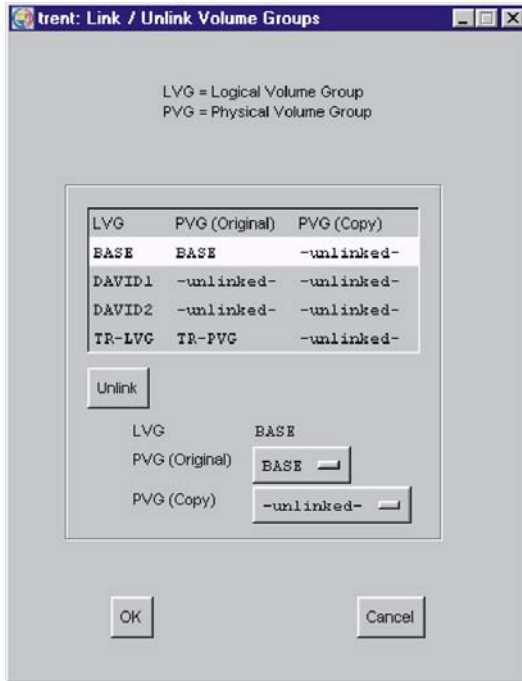 trent: Link / Unlink Volume Groups
LVG = Logical Volume Group
PVG = Physical Volume Group
LVG PVG (Original) PVG (Copy)
BASE BASE -unlinked-
DAVID1 -unlinked- -unlinked-
DAVID2 -unlinked- -unlinked-
TR-LVG TR-PVG -unlinked-
Unlink
LVG BASE
PVG (Original) BASE
PVG (Copy) -unlinked-
OK Cancel